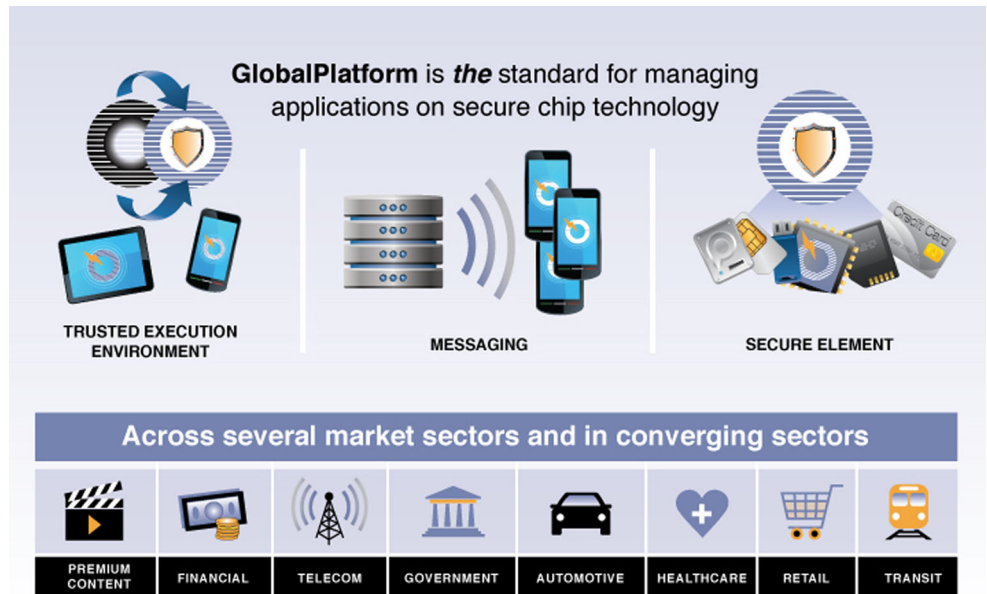 GlobalPlatform is the standard for managing
applications on secure chip technology
TRUSTED EXECUTION
ENVIRONMENT
MESSAGING
SECURE ELEMENT
Credit Card
Across several market sectors and in converging sectors
PREMIUM
CONTENT
FINANCIAL
TELECOM
GOVERNMENT
AUTOMOTIVE
HEALTHCARE
RETAIL
TRANSIT